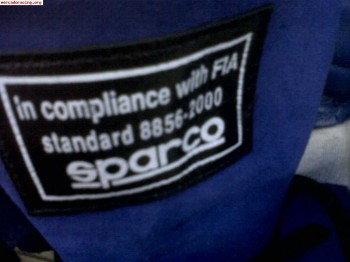 mercadoracing.org
in compliance with FIA
standard 8856-2000
sparco